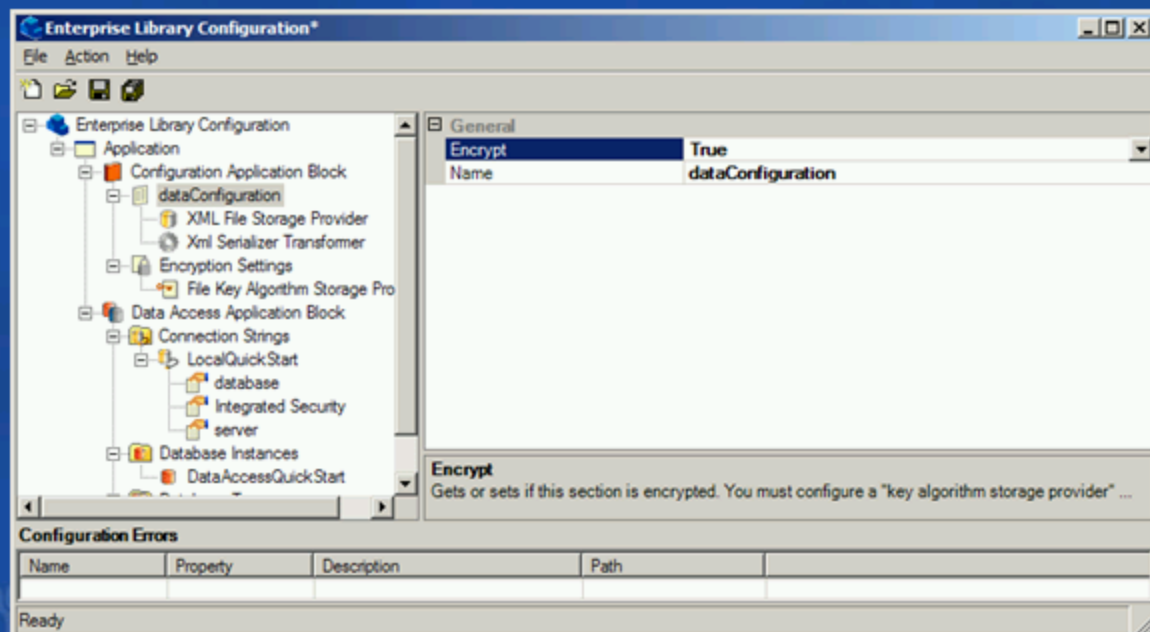 Enterprise Library Configuration*
File Action Help
Enterprise Library Configuration
Application
Configuration Application Block
dataConfiguration
XML File Storage Provider
Xml Serializer Transformer
Encryption Settings
File Key Algorithm Storage Pro
Data Access Application Block
Connection Strings
LocalQuickStart
database
Integrated Security
server
Database Instances
DataAccessQuickStart
General
Encrypt True
Name dataConfiguration
Encrypt
Gets or sets if this section is encrypted. You must configure a "key algorithm storage provider" ...
Configuration Errors
Name Property Description Path
Ready